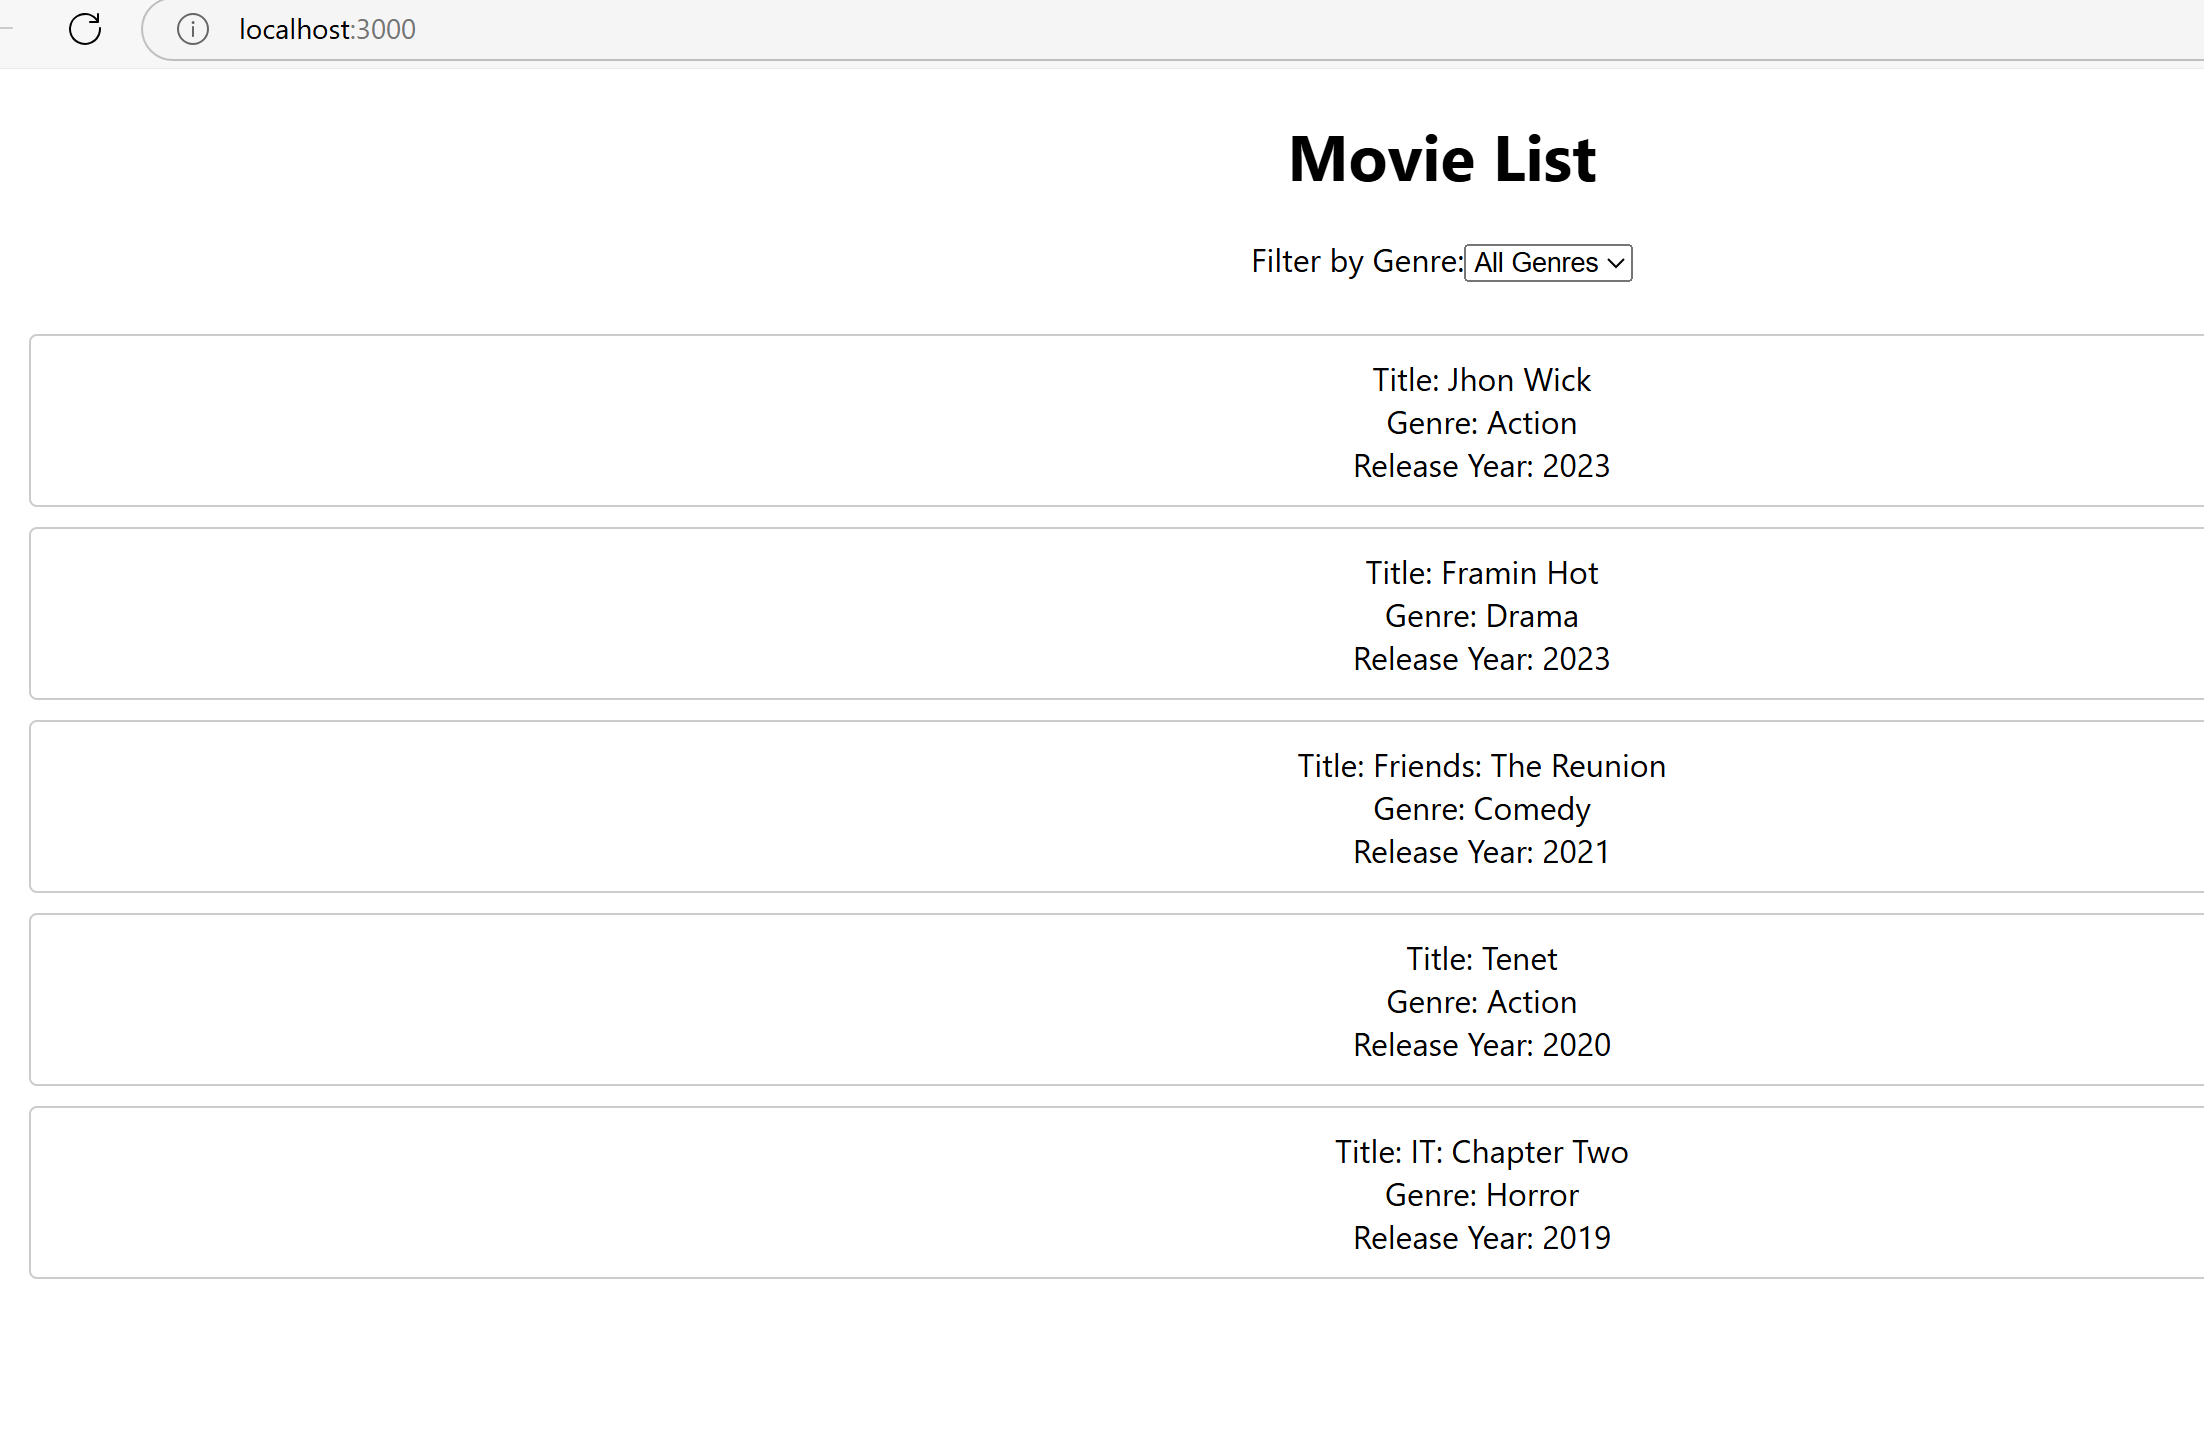 localhost:3000
Movie List
Filter by Genre: All Genres
Title: Jhon Wick
Genre: Action
Release Year: 2023
Title: Framin Hot
Genre: Drama
Release Year: 2023
Title: Friends: The Reunion
Genre: Comedy
Release Year: 2021
Title: Tenet
Genre: Action
Release Year: 2020
Title: IT: Chapter Two
Genre: Horror
Release Year: 2019